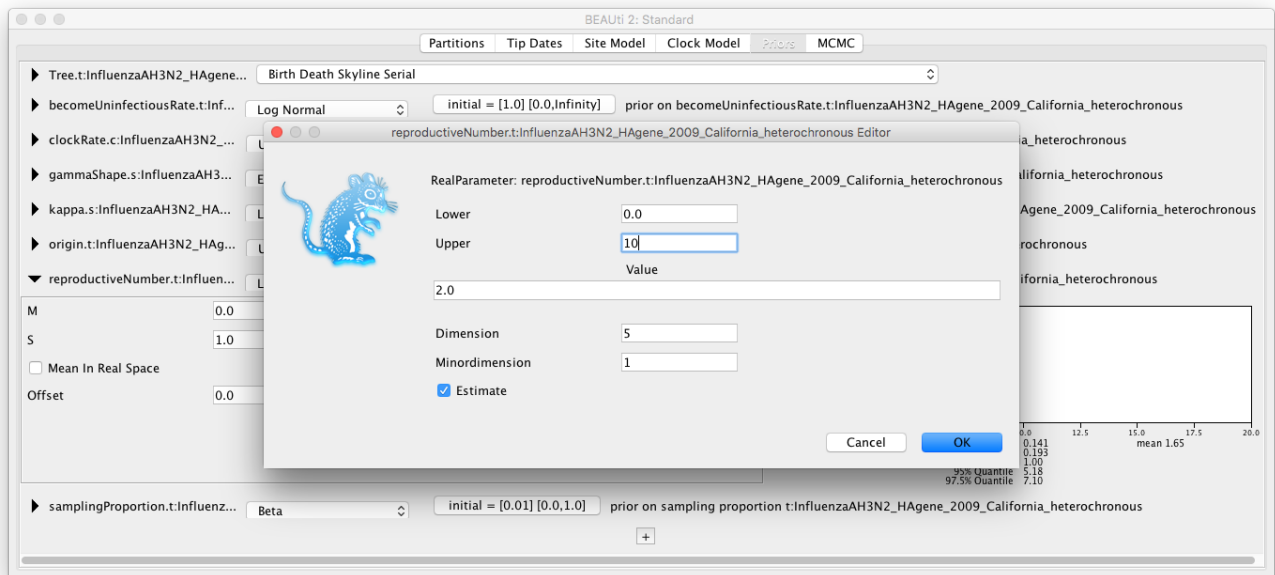 BEAUti 2: Standard
Partitions Tip Dates Site Model Clock Model Priors MCMC
Tree.t:InfluenzaAH3N2_HAgene... Birth Death Skyline Serial
becomeUninfectiousRate.t:Inf... Log Normal initial = [1.0] [0.0,Infinity] prior on becomeUninfectiousRate.t:InfluenzaAH3N2_HAgene_2009_California_heterochronous
reproductiveNumber.t:InfluenzaAH3N2_HAgene_2009_California_heterochronous Editor
clockRate.c:InfluenzaAH3N2_... U ia_heterochronous
gammaShape.s:InfluenzaAH3... E lifornia_heterochronous
RealParameter: reproductiveNumber.t:InfluenzaAH3N2_HAgene_2009_California_heterochronous
kappa.s:InfluenzaAH3N2_HA... L Agene_2009_California_heterochronous
Lower 0.0
origin.t:InfluenzaAH3N2_HAg... U rochronous
Upper 10
Value
reproductiveNumber.t:Influen... L ifornia_heterochronous
2.0
M 0.0
S 1.0
Dimension 5
Minordimension 1
Mean In Real Space
Estimate
Offset 0.0
Cancel OK
0.0 12.5 15.0 17.5 20.0
0.141 mean 1.65
0.193
1.00
95% Quantile 5.18
97.5% Quantile 7.10
samplingProportion.t:Influenz... Beta initial = [0.01] [0.0,1.0] prior on sampling proportion t:InfluenzaAH3N2_HAgene_2009_California_heterochronous
+